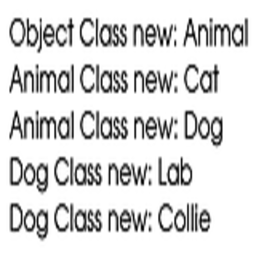 Object Class new: Animal
Animal Class new: Cat
Animal Class new: Dog
Dog Class new: Lab
Dog Class new: Collie